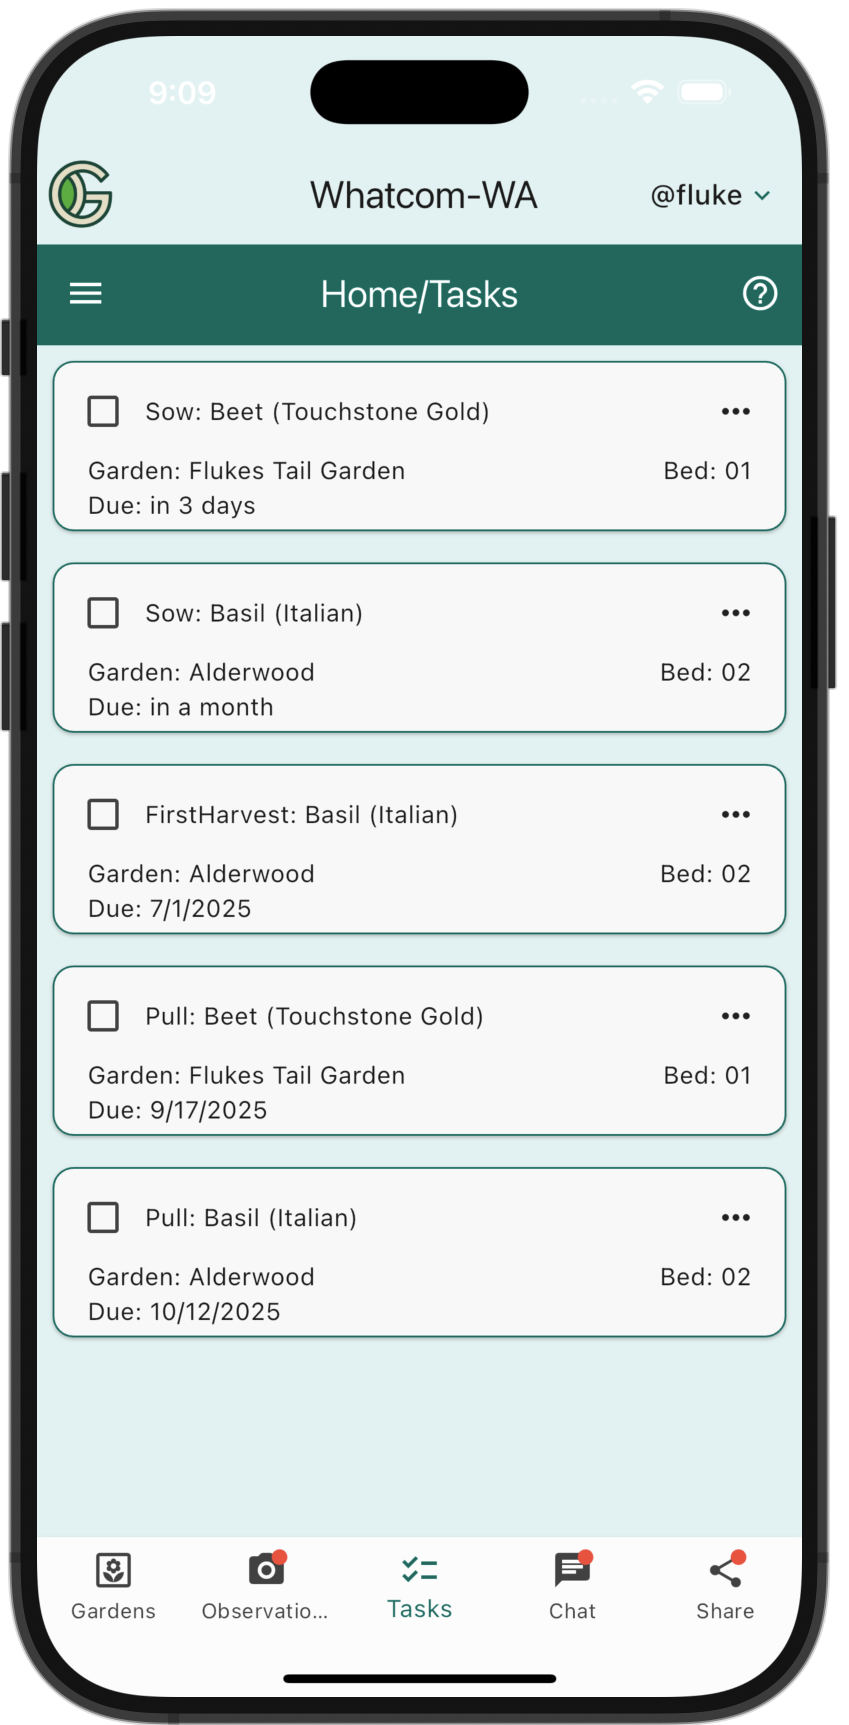 9:09
Whatcom-WA
@fluke
Home/Tasks
Sow: Beet (Touchstone Gold)
Garden: Flukes Tail Garden Bed: 01
Due: in 3 days
Sow: Basil (Italian)
Garden: Alderwood Bed: 02
Due: in a month
FirstHarvest: Basil (Italian)
Garden: Alderwood Bed: 02
Due: 7/1/2025
Pull: Beet (Touchstone Gold)
Garden: Flukes Tail Garden Bed: 01
Due: 9/17/2025
Pull: Basil (Italian)
Garden: Alderwood Bed: 02
Due: 10/12/2025
Gardens Observatio... Tasks Chat Share